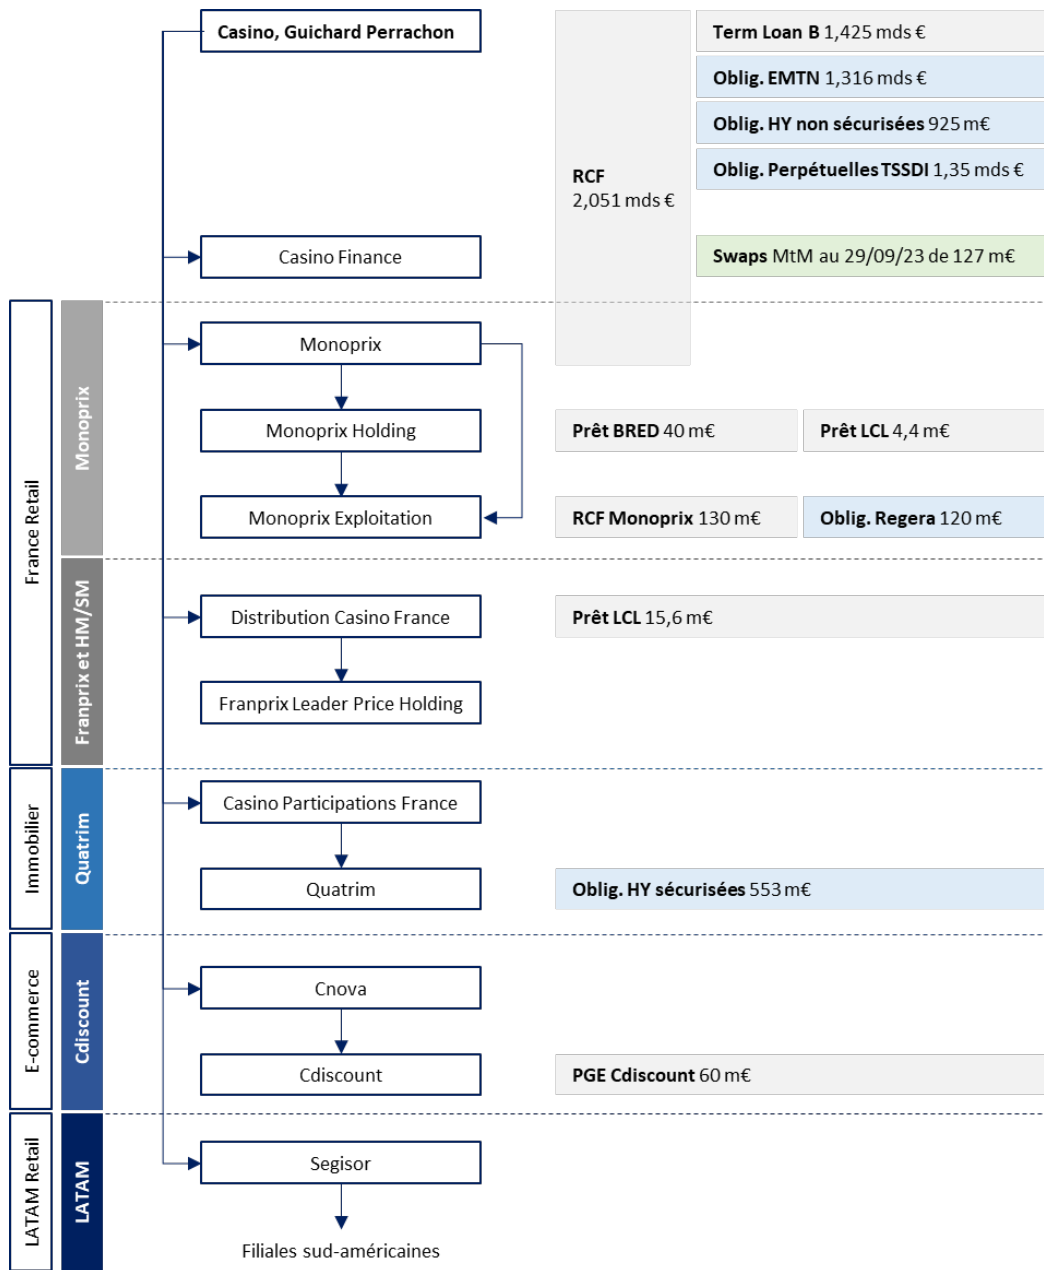 Casino, Guichard Perrachon
Term Loan B 1,425 mds €
Oblig. EMTN 1,316 mds €
Oblig. HY non sécurisées 925 m€
Oblig. Perpétuelles TSSDI 1,35 mds €
RCF
2,051 mds €
Casino Finance
Swaps MtM au 29/09/23 de 127 m€
France Retail
Monoprix
Monoprix
Monoprix Holding
Prêt BRED 40 m€
Prêt LCL 4,4 m€
Monoprix Exploitation
RCF Monoprix 130 m€
Oblig. Regera 120 m€
Franprix et HM/SM
Distribution Casino France
Prêt LCL 15,6 m€
Franprix Leader Price Holding
Immobilier
Quatrim
Casino Participations France
Quatrim
Oblig. HY sécurisées 553 m€
E-commerce
Cdiscount
Cnova
Cdiscount
PGE Cdiscount 60 m€
LATAM Retail
LATAM
Segisor
Filiales sud-américaines